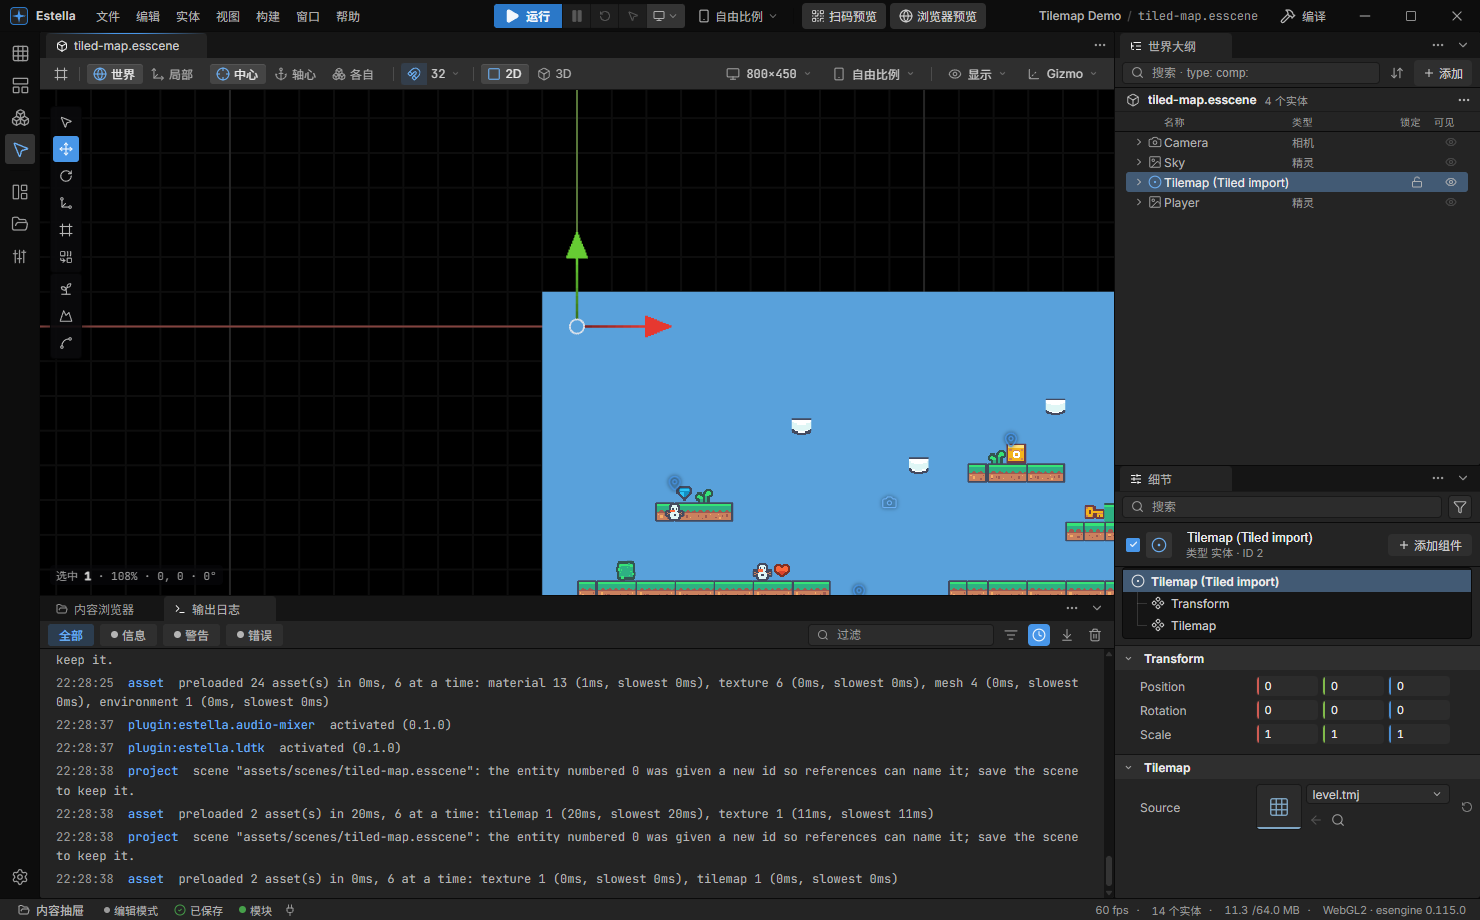 Estella 文件 编辑 实体 视图 构建 窗口 帮助 运行 自由比例 扫码预览 浏览器预览 Tilemap Demo / tiled-map.esscene 编译
tiled-map.esscene
世界 局部 中心 轴心 各自 32 2D 3D 800×450 自由比例 显示 Gizmo
选中 1 · 108% · 0, 0 · 0°
世界大纲
搜索 · type: comp: 添加
tiled-map.esscene 4 个实体
名称 类型 锁定 可见
Camera 相机
Sky 精灵
Tilemap (Tiled import)
Player 精灵
细节
搜索
Tilemap (Tiled import)
类型 实体 · ID 2
添加组件
Tilemap (Tiled import)
Transform
Tilemap
Transform
Position 0 0 0
Rotation 0 0 0
Scale 1 1 1
Tilemap
Source level.tmj
内容浏览器 输出日志
全部 信息 警告 错误 过滤
keep it.
22:28:25 asset preloaded 24 asset(s) in 0ms, 6 at a time: material 13 (1ms, slowest 0ms), texture 6 (0ms, slowest 0ms), mesh 4 (0ms, slowest
0ms), environment 1 (0ms, slowest 0ms)
22:28:37 plugin:estella.audio-mixer activated (0.1.0)
22:28:37 plugin:estella.ldtk activated (0.1.0)
22:28:38 project scene "assets/scenes/tiled-map.esscene": the entity numbered 0 was given a new id so references can name it; save the scene
to keep it.
22:28:38 asset preloaded 2 asset(s) in 20ms, 6 at a time: tilemap 1 (20ms, slowest 20ms), texture 1 (11ms, slowest 11ms)
22:28:38 project scene "assets/scenes/tiled-map.esscene": the entity numbered 0 was given a new id so references can name it; save the scene
to keep it.
22:28:38 asset preloaded 2 asset(s) in 0ms, 6 at a time: texture 1 (0ms, slowest 0ms), tilemap 1 (0ms, slowest 0ms)
内容抽屉 编辑模式 已保存 模块 60 fps · 14 个实体 · 11.3 /64.0 MB · WebGL2 · esengine 0.115.0